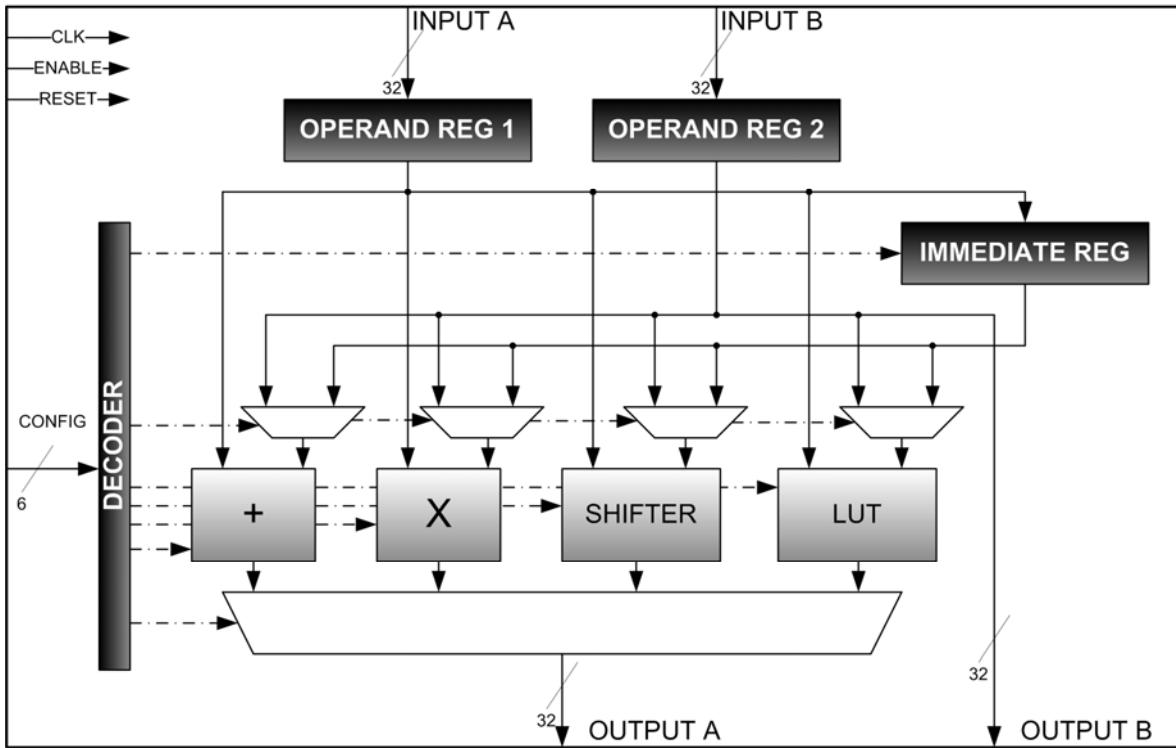 INPUT A
INPUT B
CLK
ENABLE
RESET
32
32
OPERAND REG 1
OPERAND REG 2
IMMEDIATE REG
DECODER
CONFIG
6
+
X
SHIFTER
LUT
32
32
OUTPUT A
OUTPUT B